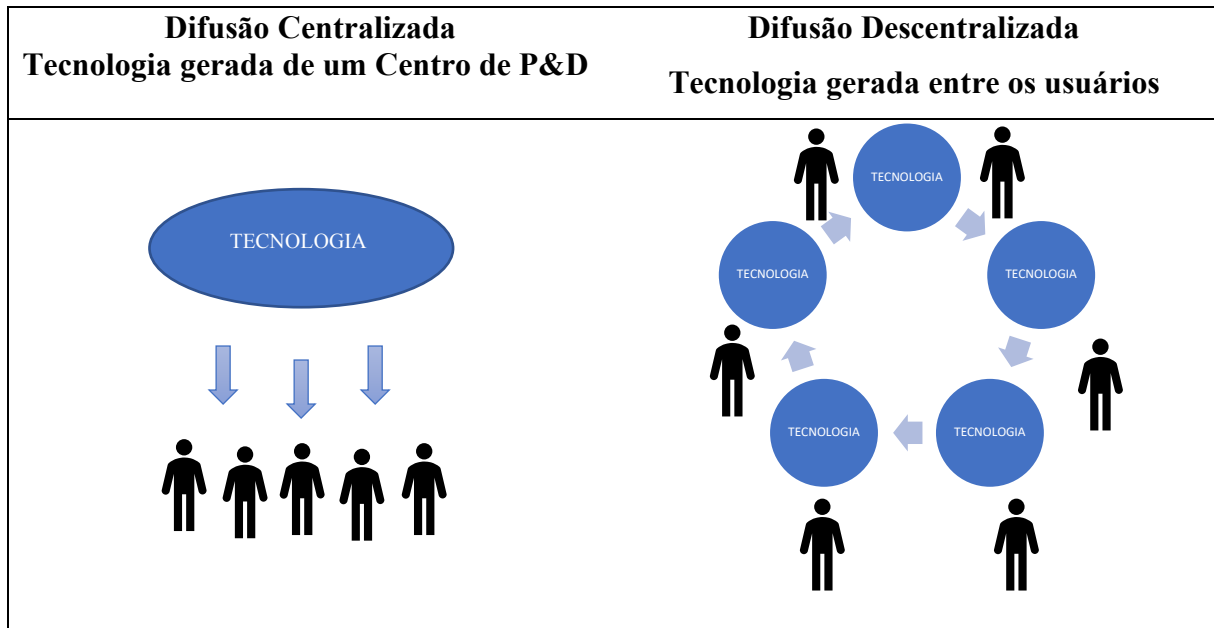 Difusão Centralizada
Tecnologia gerada de um Centro de P&D
Difusão Descentralizada
Tecnologia gerada entre os usuários
TECNOLOGIA
TECNOLOGIA
TECNOLOGIA
TECNOLOGIA
TECNOLOGIA
TECNOLOGIA